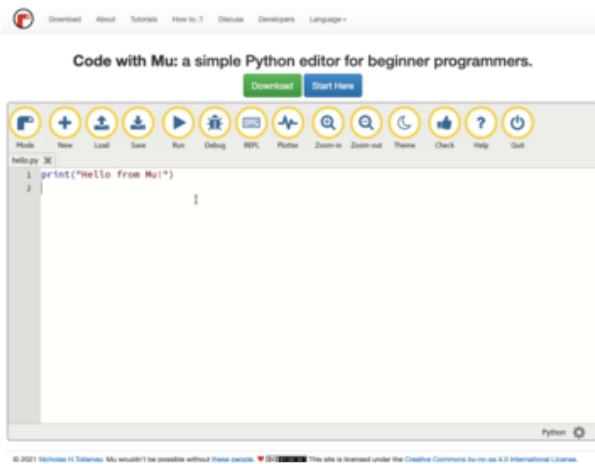 Download About Tutorials How to..? Discuss Developers Language
Code with Mu: a simple Python editor for beginner programmers.
Download Start Here
Mode New Load Save Run Debug REPL Plotter Zoom-in Zoom-out Theme Check Help Quit
hello.py
1 print("Hello from Mu!")
2
Python
© 2021 Nicholas H.Tollervey. Mu wouldn't be possible without these people. This site is licensed under the Creative Commons by-nc-sa 4.0 International License.